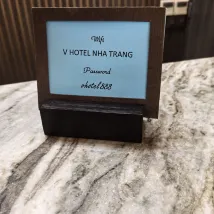 Wifi
V HOTEL NHA TRANG
Password
vhotel888